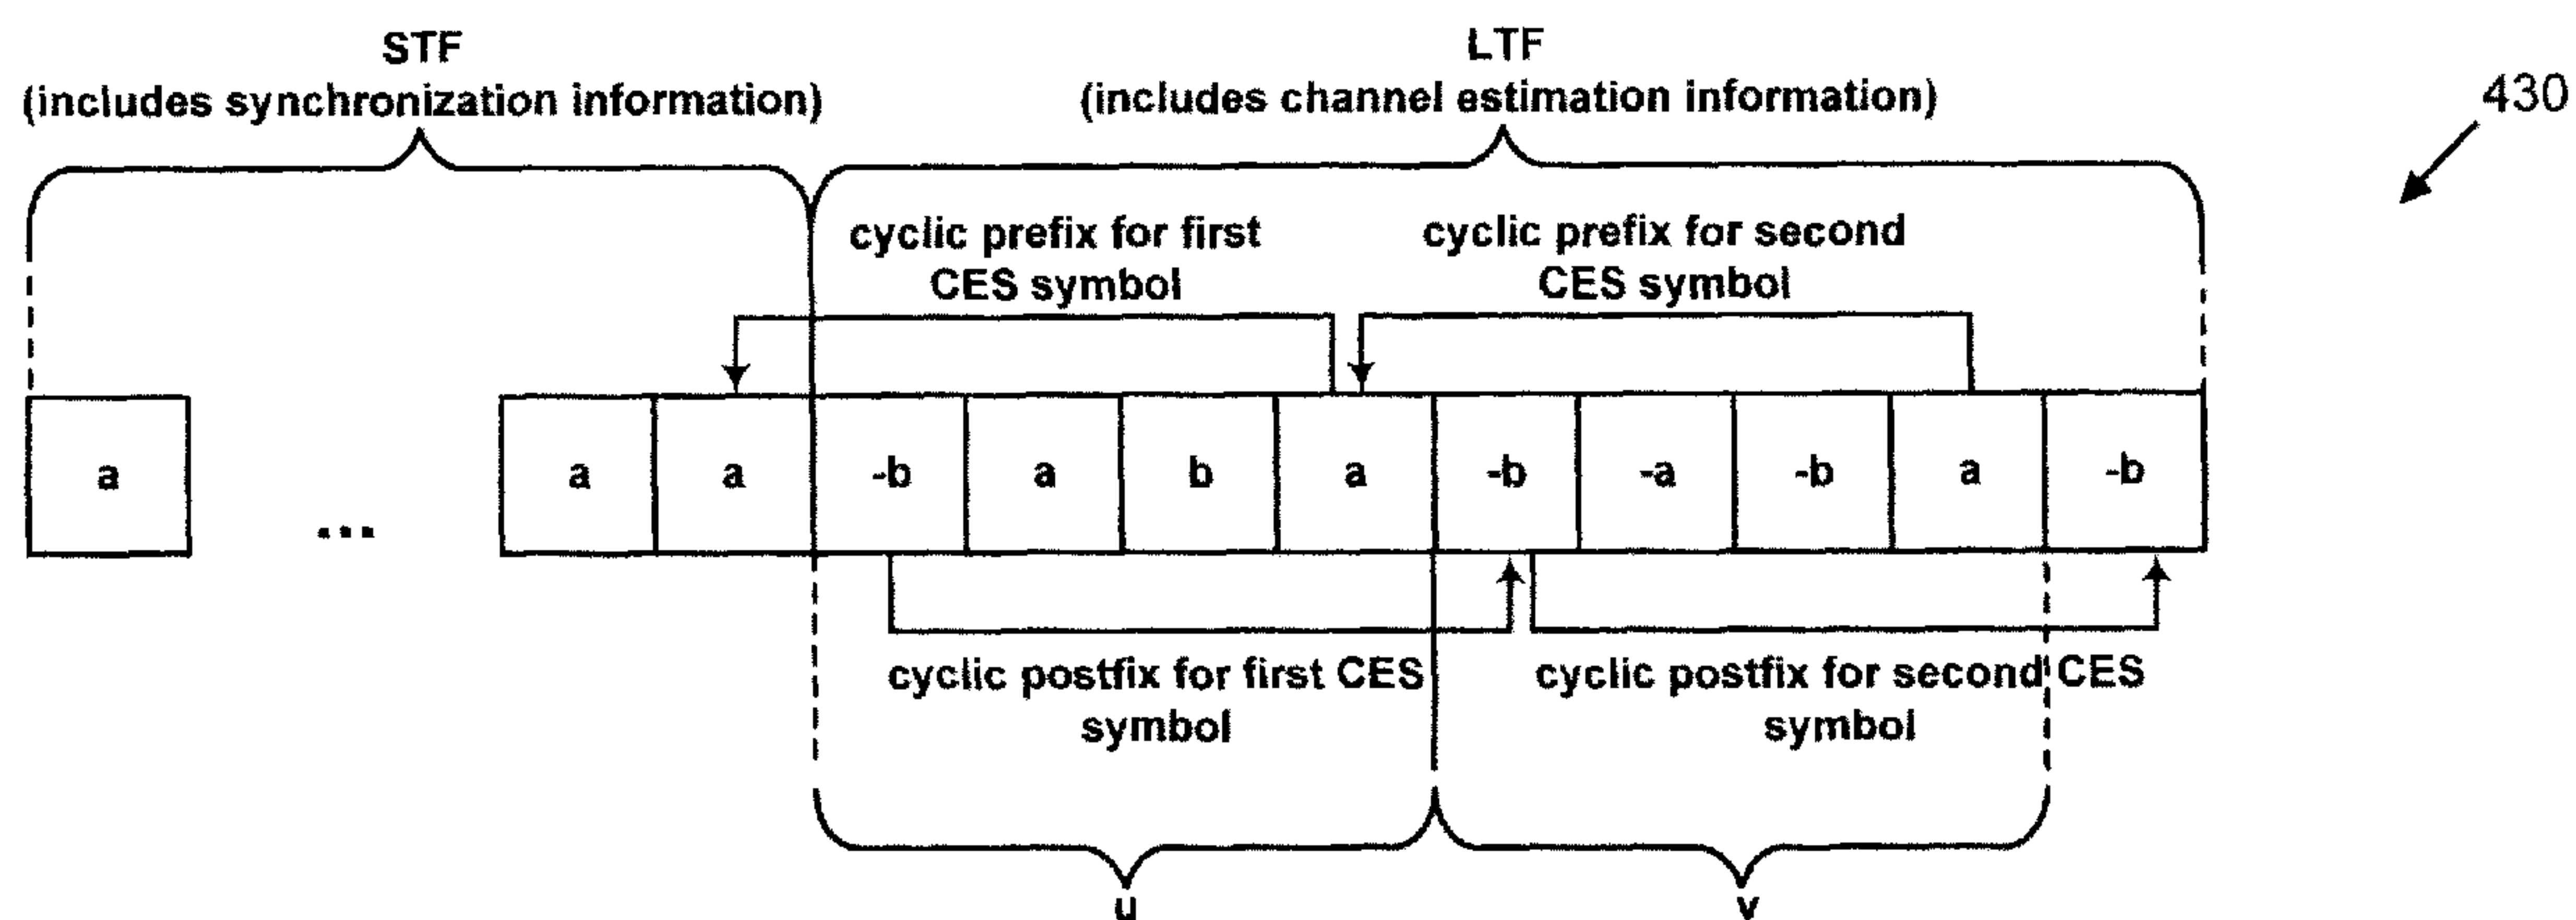 STF
(includes synchronization information)
LTF
(includes channel estimation information)
430
cyclic prefix for first
CES symbol
cyclic prefix for second
CES symbol
a ... a a -b a b a -b -a -b a -b
cyclic postfix for first CES
symbol
cyclic postfix for second CES
symbol
u
v